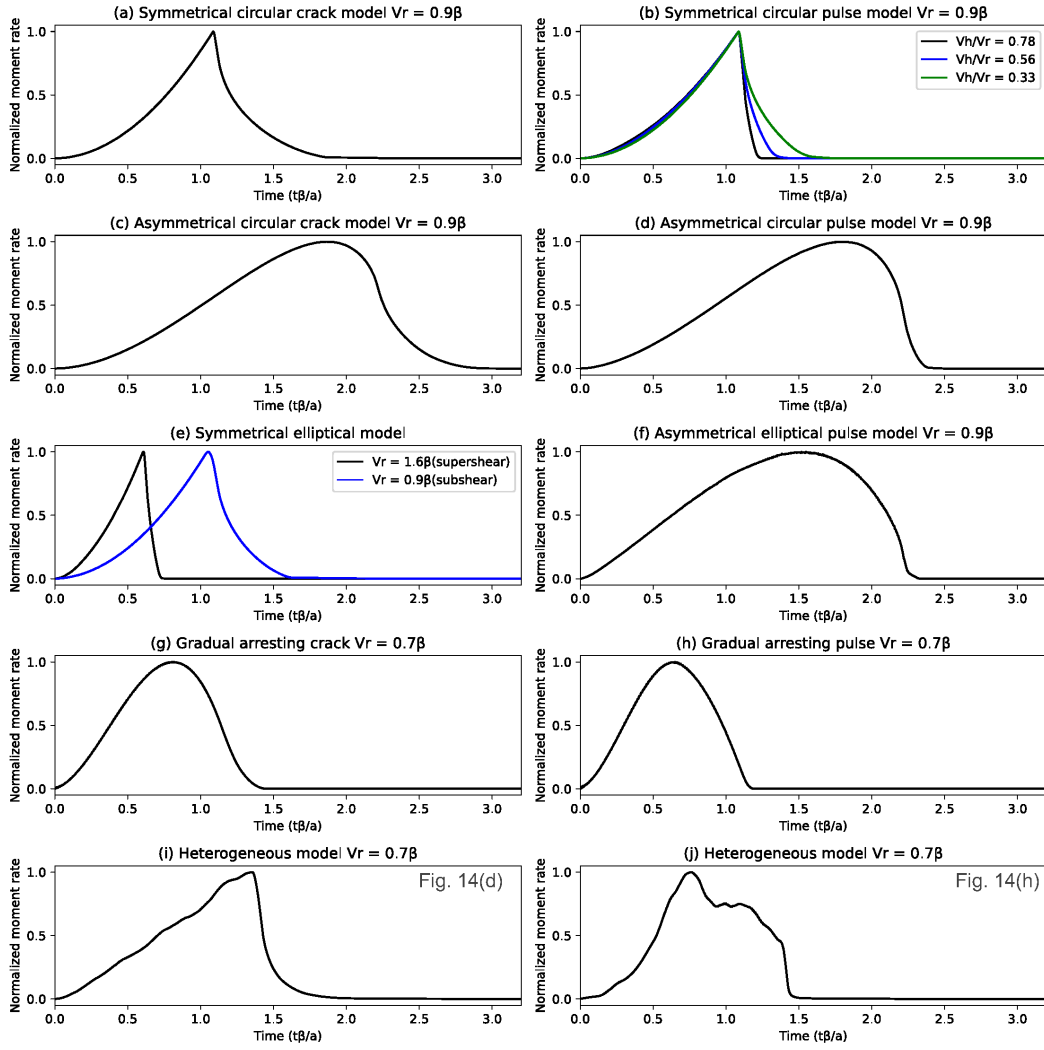 (a) Symmetrical circular crack model Vr = 0.9β
Normalized moment rate
1.0
0.5
0.0
0.0 0.5 1.0 1.5 2.0 2.5 3.0
Time (tβ/a)
(b) Symmetrical circular pulse model Vr = 0.9β
Normalized moment rate
1.0
0.5
0.0
Vh/Vr = 0.78
Vh/Vr = 0.56
Vh/Vr = 0.33
0.0 0.5 1.0 1.5 2.0 2.5 3.0
Time (tβ/a)
(c) Asymmetrical circular crack model Vr = 0.9β
Normalized moment rate
1.0
0.5
0.0
0.0 0.5 1.0 1.5 2.0 2.5 3.0
Time (tβ/a)
(d) Asymmetrical circular pulse model Vr = 0.9β
Normalized moment rate
1.0
0.5
0.0
0.0 0.5 1.0 1.5 2.0 2.5 3.0
Time (tβ/a)
(e) Symmetrical elliptical model
Normalized moment rate
1.0
0.5
0.0
Vr = 1.6β(supershear)
Vr = 0.9β(subshear)
0.0 0.5 1.0 1.5 2.0 2.5 3.0
Time (tβ/a)
(f) Asymmetrical elliptical pulse model Vr = 0.9β
Normalized moment rate
1.0
0.5
0.0
0.0 0.5 1.0 1.5 2.0 2.5 3.0
Time (tβ/a)
(g) Gradual arresting crack Vr = 0.7β
Normalized moment rate
1.0
0.5
0.0
0.0 0.5 1.0 1.5 2.0 2.5 3.0
Time (tβ/a)
(h) Gradual arresting pulse Vr = 0.7β
Normalized moment rate
1.0
0.5
0.0
0.0 0.5 1.0 1.5 2.0 2.5 3.0
Time (tβ/a)
(i) Heterogeneous model Vr = 0.7β
Normalized moment rate
1.0
0.5
0.0
Fig. 14(d)
0.0 0.5 1.0 1.5 2.0 2.5 3.0
Time (tβ/a)
(j) Heterogeneous model Vr = 0.7β
Normalized moment rate
1.0
0.5
0.0
Fig. 14(h)
0.0 0.5 1.0 1.5 2.0 2.5 3.0
Time (tβ/a)